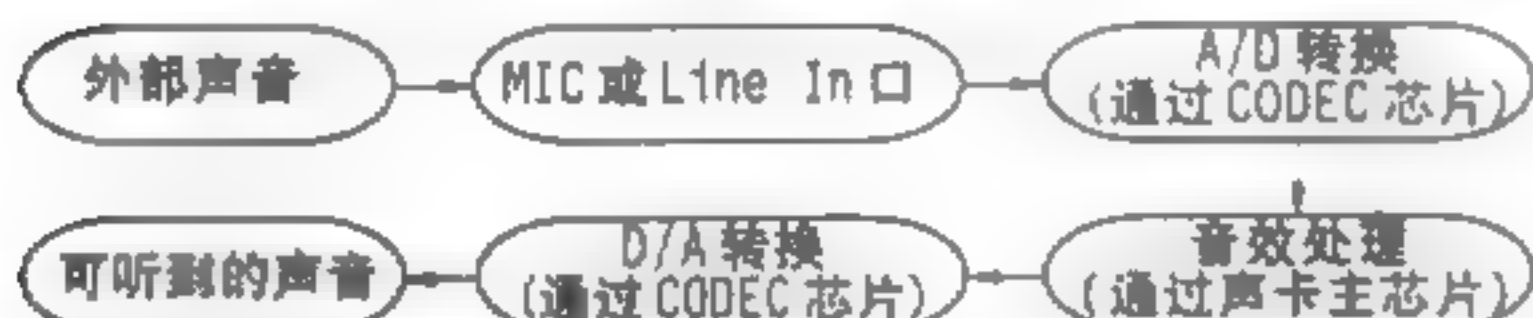 外部声音
MIC或Line In口
A/D转换
(通过CODEC芯片)
音效处理
(通过声卡主芯片)
D/A转换
(通过CODEC芯片)
可听到的声音